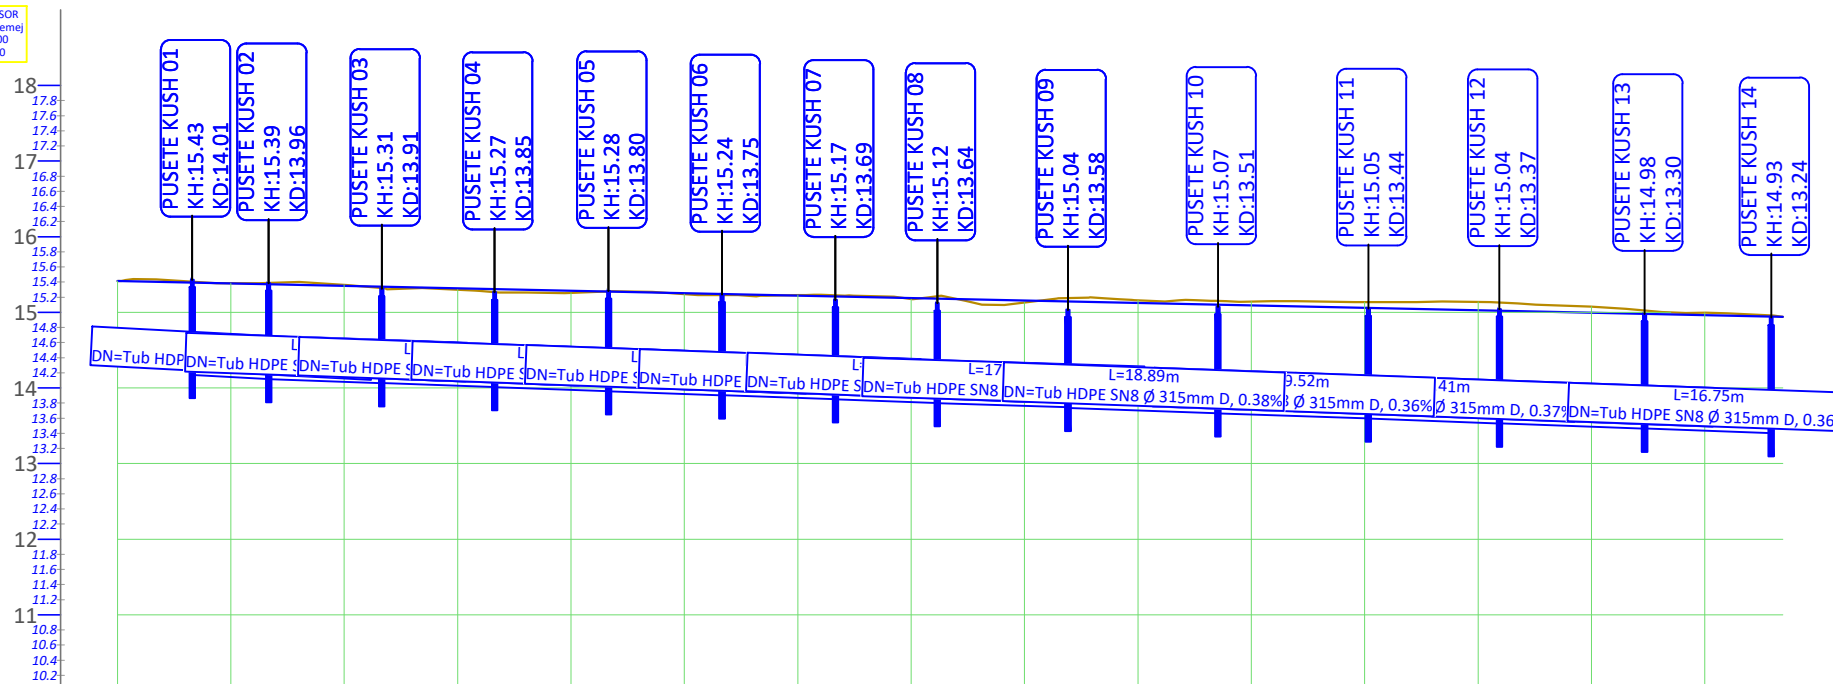 SOR
emej
00
0
PUSETE KUSH 01
KH:15.43
KD:14.01
PUSETE KUSH 02
KH:15.39
KD:13.96
PUSETE KUSH 03
KH:15.31
KD:13.91
PUSETE KUSH 04
KH:15.27
KD:13.85
PUSETE KUSH 05
KH:15.28
KD:13.80
PUSETE KUSH 06
KH:15.24
KD:13.75
PUSETE KUSH 07
KH:15.17
KD:13.69
PUSETE KUSH 08
KH:15.12
KD:13.64
PUSETE KUSH 09
KH:15.04
KD:13.58
PUSETE KUSH 10
KH:15.07
KD:13.51
PUSETE KUSH 11
KH:15.05
KD:13.44
PUSETE KUSH 12
KH:15.04
KD:13.37
PUSETE KUSH 13
KH:14.98
KD:13.30
PUSETE KUSH 14
KH:14.93
KD:13.24
18
17.8
17.6
17.4
17.2
17
16.8
16.6
16.4
16.2
16
15.8
15.6
15.4
15.2
15
14.8
14.6
14.4
14.2
14
13.8
13.6
13.4
13.2
13
12.8
12.6
12.4
12.2
12
11.8
11.6
11.4
11.2
11
10.8
10.6
10.4
10.2
DN=Tub HDP
L
DN=Tub HDPE S
L
DN=Tub HDPE S
L
DN=Tub HDPE S
L
DN=Tub HDPE S
DN=Tub HDPE
L:
DN=Tub HDPE S
L=17
DN=Tub HDPE SN8
L=18.89m
DN=Tub HDPE SN8 Ø 315mm D, 0.38%
9.52m
Ø 315mm D, 0.36%
41m
Ø 315mm D, 0.37%
L=16.75m
DN=Tub HDPE SN8 Ø 315mm D, 0.36